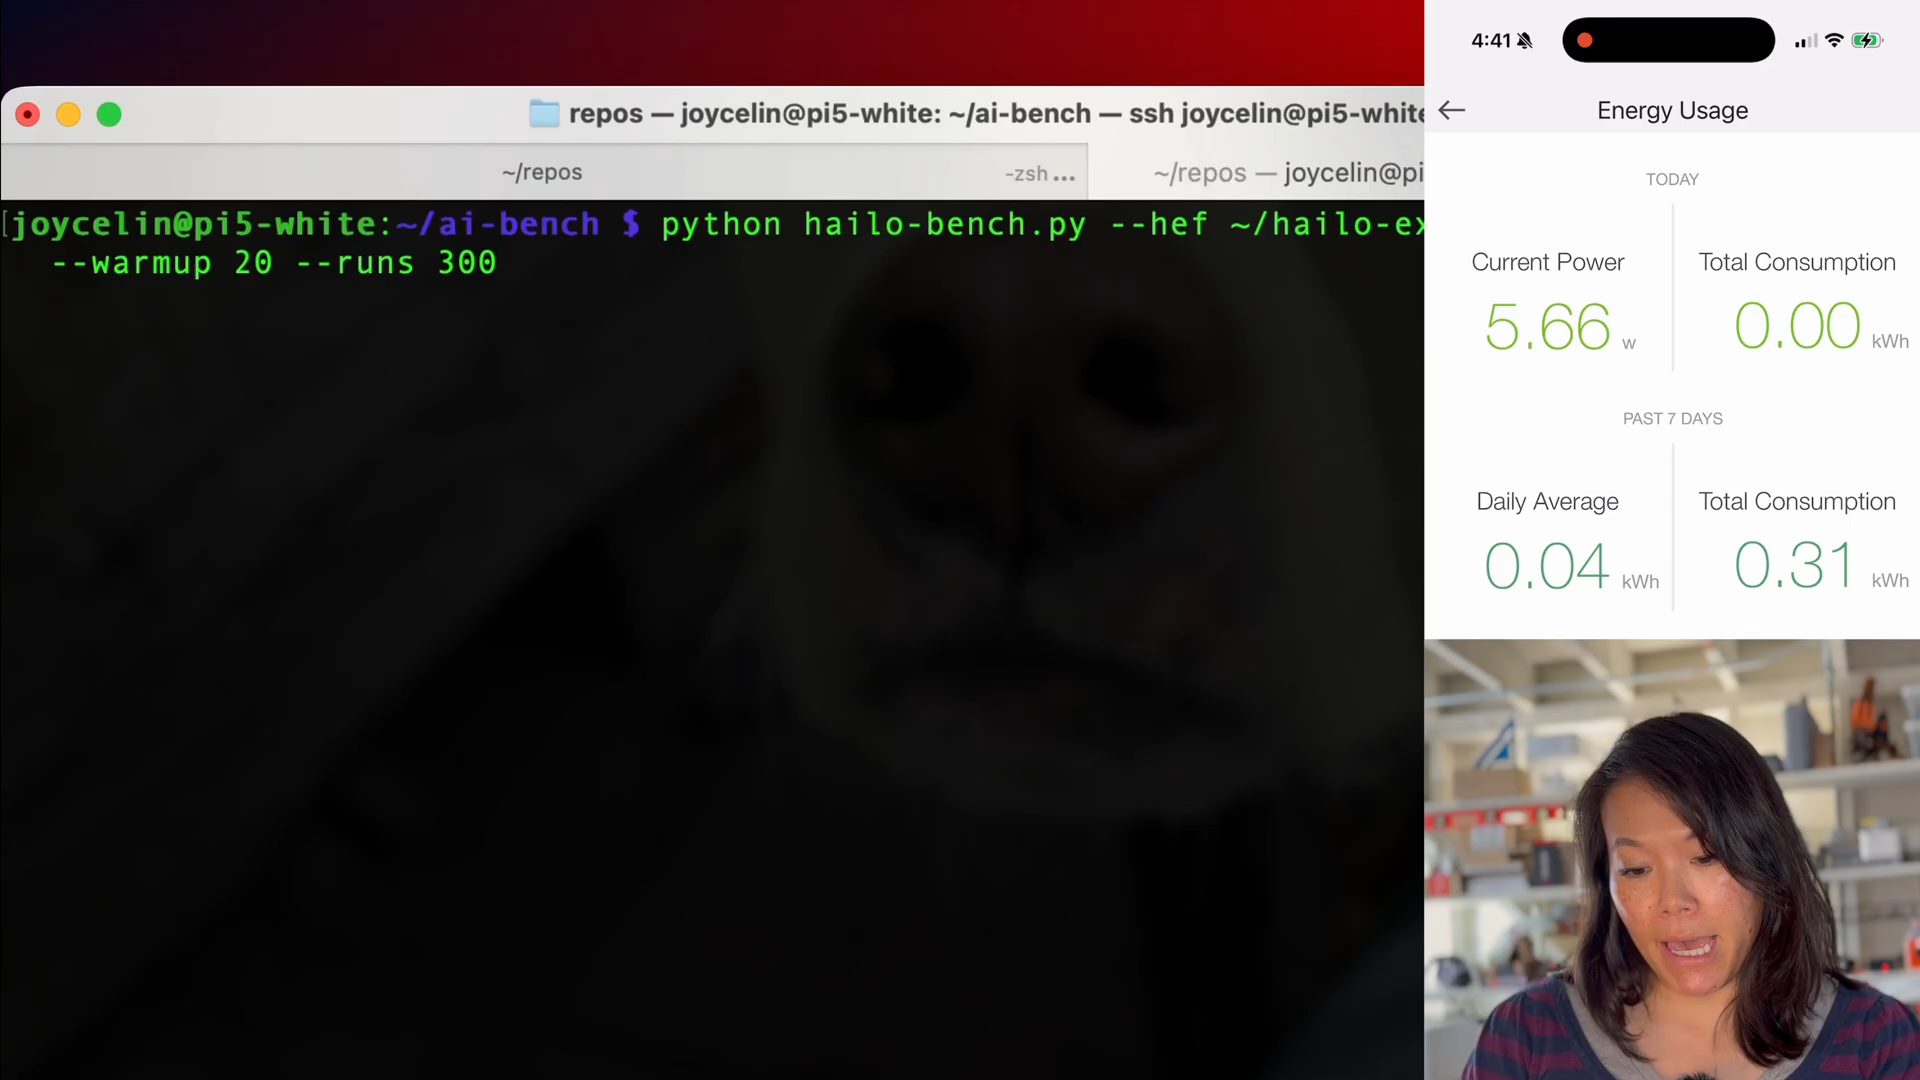 repos — joycelin@pi5-white: ~/ai-bench — ssh joycelin@pi5-white
~/repos
-zsh ...
~/repos — joycelin@pi
[joycelin@pi5-white:~/ai-bench $ python hailo-bench.py --hef ~/hailo-ex
--warmup 20 --runs 300
4:41
Energy Usage
TODAY
Current Power
Total Consumption
5.66 w
0.00 kWh
PAST 7 DAYS
Daily Average
Total Consumption
0.04 kWh
0.31 kWh